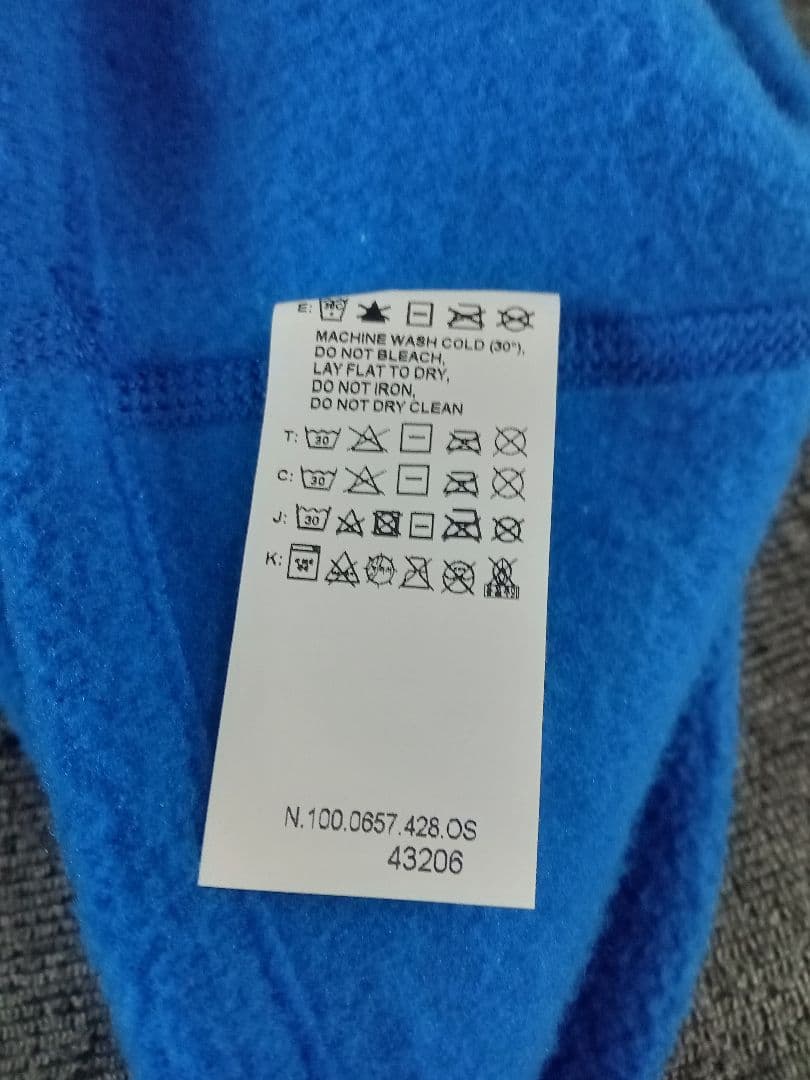 E: 30C
MACHINE WASH COLD (30°),
DO NOT BLEACH,
LAY FLAT TO DRY,
DO NOT IRON,
DO NOT DRY CLEAN
T: 30
C: 30
J: 30
K:
N.100.0657.428.OS
43206